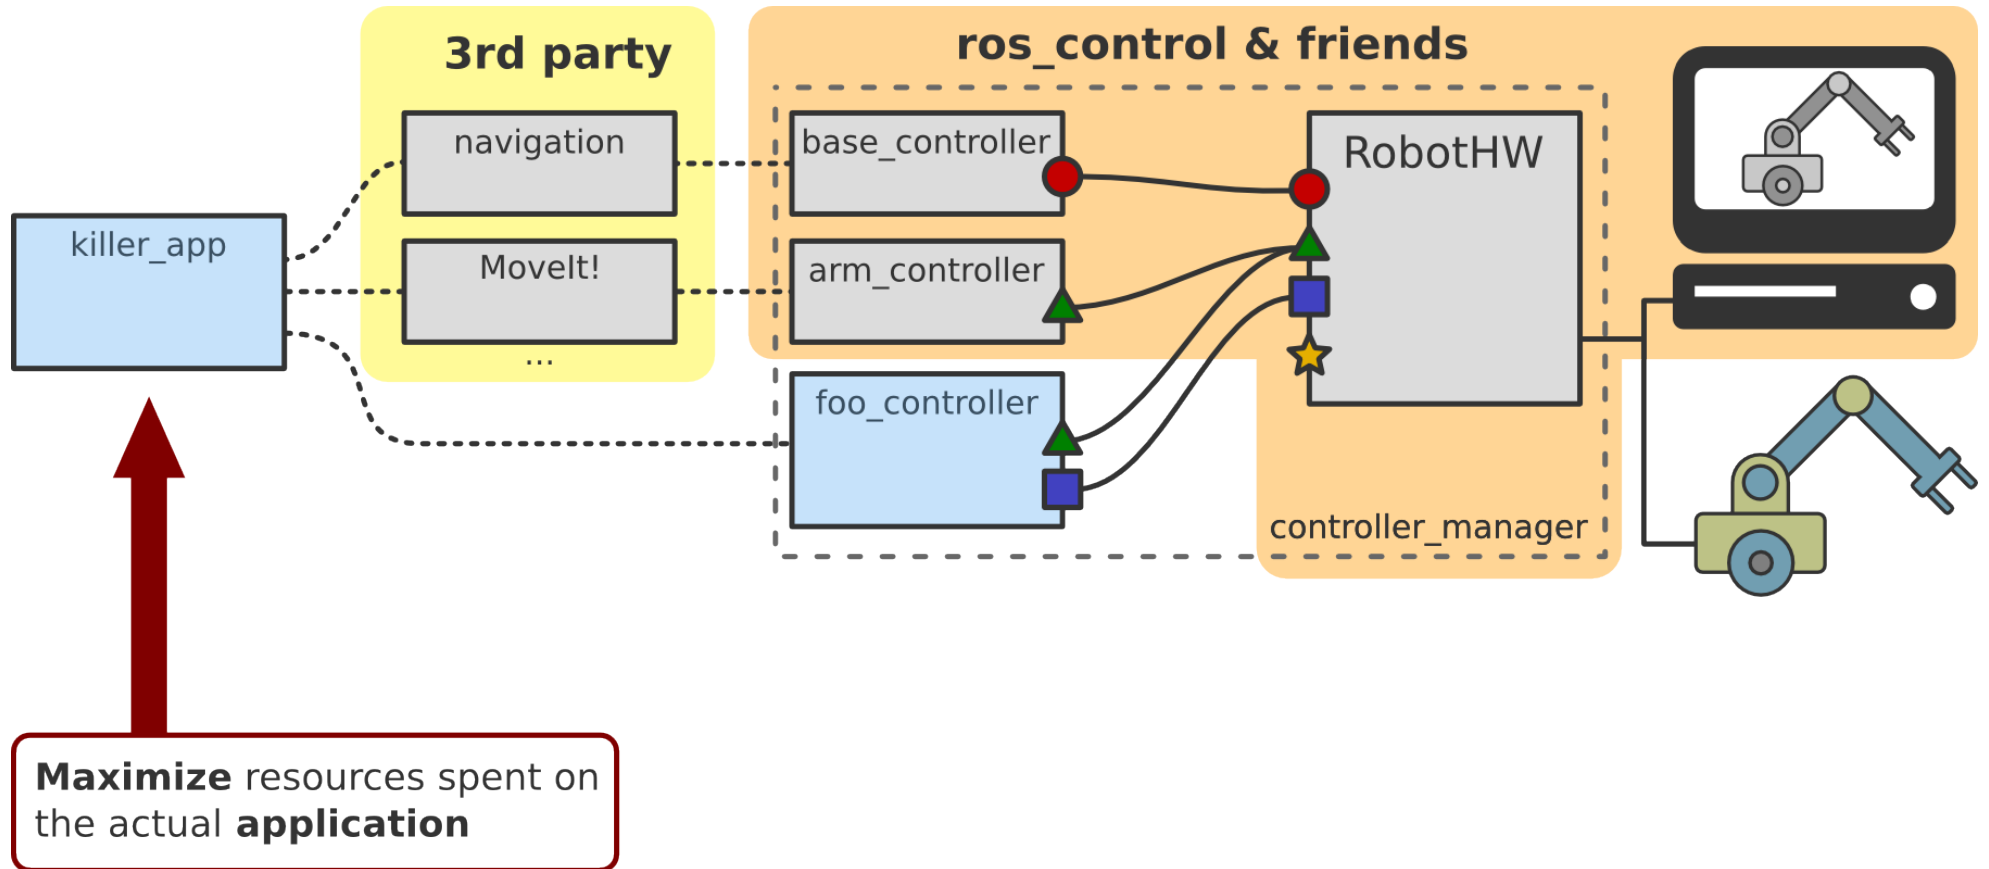 3rd party
ros_control & friends
navigation
base_controller
RobotHW
killer_app
MoveIt!
arm_controller
...
foo_controller
controller_manager
Maximize resources spent on
the actual application